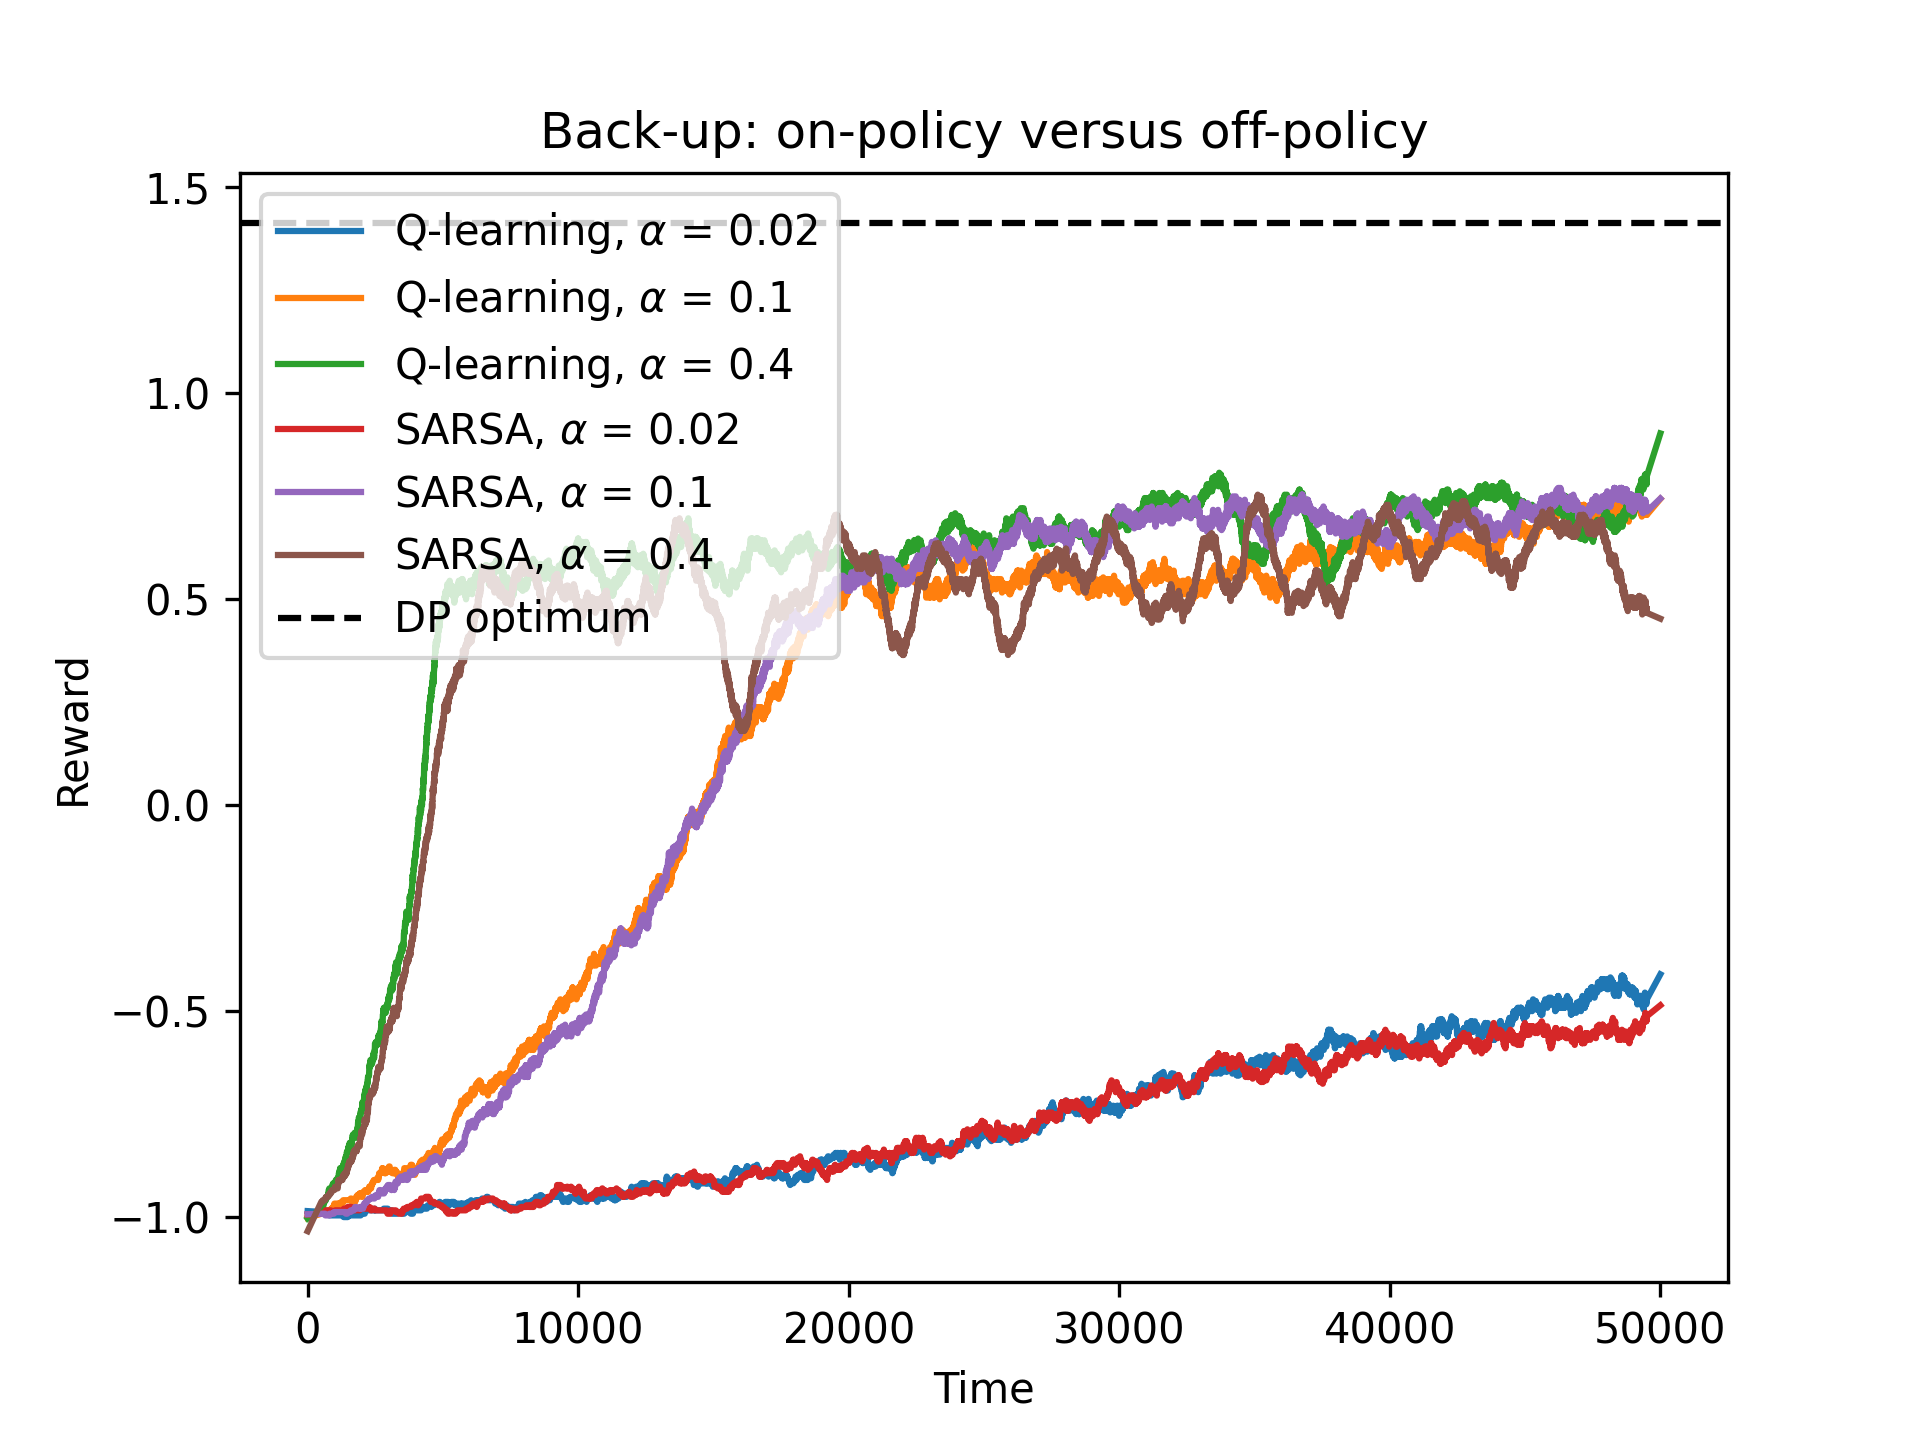 Back-up: on-policy versus off-policy
1.5
1.0
0.5
0.0
−0.5
−1.0
Reward
Q-learning, α = 0.02
Q-learning, α = 0.1
Q-learning, α = 0.4
SARSA, α = 0.02
SARSA, α = 0.1
SARSA, α = 0.4
DP optimum
0 10000 20000 30000 40000 50000
Time